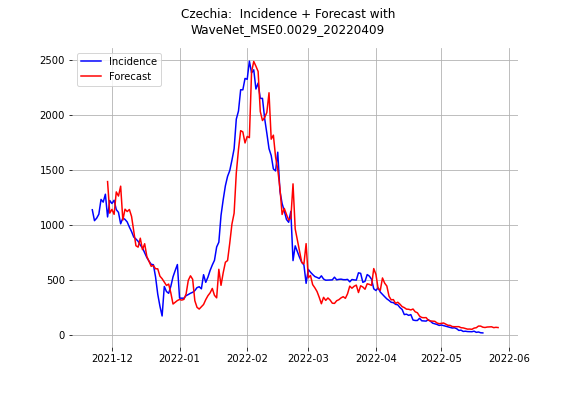 Czechia:  Incidence + Forecast with
WaveNet_MSE0.0029_20220409
Incidence
Forecast
2500
2000
1500
1000
500
0
2021-12 2022-01 2022-02 2022-03 2022-04 2022-05 2022-06